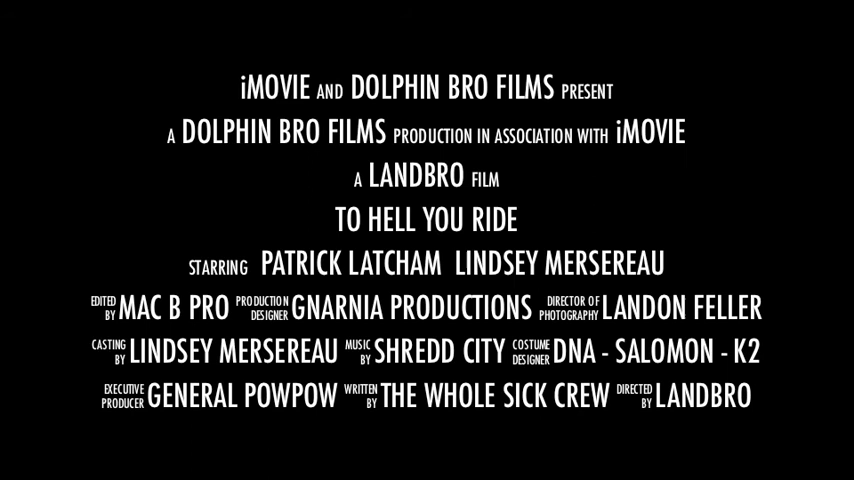 iMOVIE AND DOLPHIN BRO FILMS PRESENT
A DOLPHIN BRO FILMS PRODUCTION IN ASSOCIATION WITH iMOVIE
A LANDBRO FILM
TO HELL YOU RIDE
STARRING PATRICK LATCHAM LINDSEY MERSEREAU
EDITED BY MAC B PRO PRODUCTION DESIGNER GNARNIA PRODUCTIONS DIRECTOR OF PHOTOGRAPHY LANDON FELLER
CASTING BY LINDSEY MERSEREAU MUSIC BY SHREDD CITY COSTUME DESIGNER DNA - SALOMON - K2
EXECUTIVE PRODUCER GENERAL POWPOW WRITTEN BY THE WHOLE SICK CREW DIRECTED BY LANDBRO